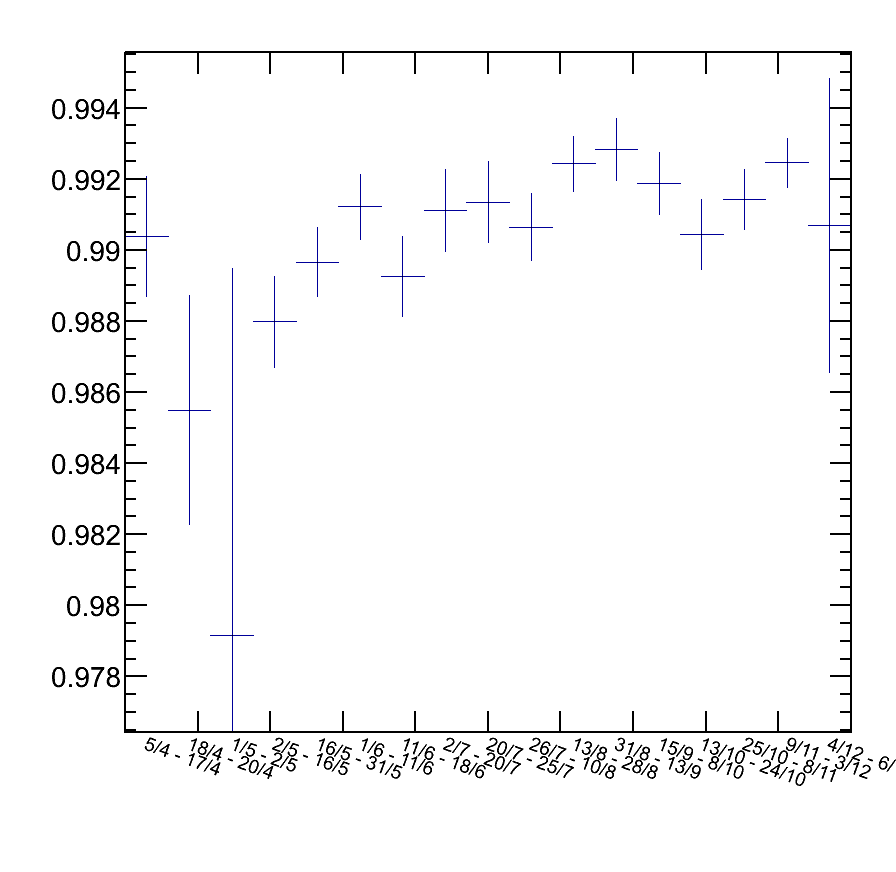 0.994
0.992
0.99
0.988
0.986
0.984
0.982
0.98
0.978
5/4 - 17/4
18/4 - 20/4
1/5 - 2/5
2/5 - 16/5
16/5 - 31/5
1/6 - 11/6
11/6 - 18/6
2/7 - 20/7
20/7 - 25/7
26/7 - 10/8
13/8 - 28/8
31/8 - 13/9
15/9 - 8/10
13/10 - 24/10
25/10 - 8/11
9/11 - 3/12
4/12 - 6/